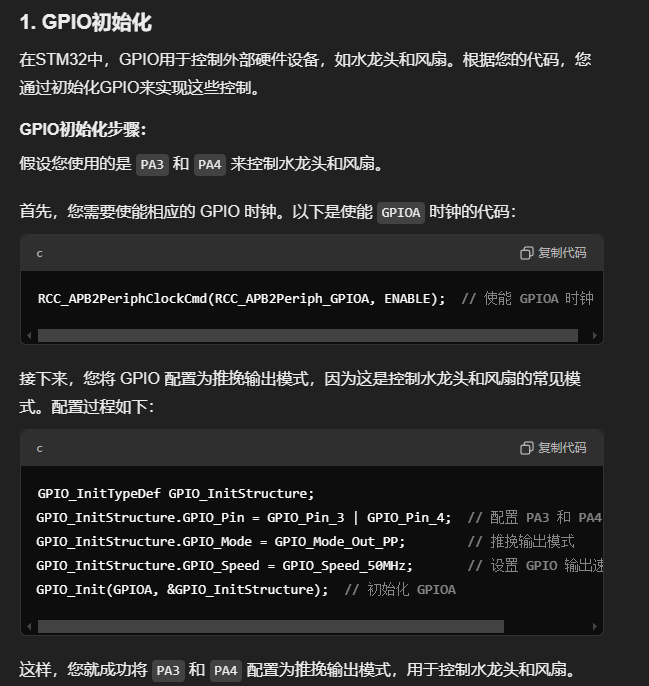 1. GPIO初始化
在STM32中，GPIO用于控制外部硬件设备，如水龙头和风扇。根据您的代码，您
通过初始化GPIO来实现这些控制。
GPIO初始化步骤：
假设您使用的是 PA3 和 PA4 来控制水龙头和风扇。
首先，您需要使能相应的 GPIO 时钟。以下是使能 GPIOA 时钟的代码：
c 复制代码
RCC_APB2PeriphClockCmd(RCC_APB2Periph_GPIOA, ENABLE);  // 使能 GPIOA 时钟
接下来，您将 GPIO 配置为推挽输出模式，因为这是控制水龙头和风扇的常见模
式。配置过程如下：
c 复制代码
GPIO_InitTypeDef GPIO_InitStructure;
GPIO_InitStructure.GPIO_Pin = GPIO_Pin_3 | GPIO_Pin_4;  // 配置 PA3 和 PA4
GPIO_InitStructure.GPIO_Mode = GPIO_Mode_Out_PP;        // 推挽输出模式
GPIO_InitStructure.GPIO_Speed = GPIO_Speed_50MHz;       // 设置 GPIO 输出速
GPIO_Init(GPIOA, &GPIO_InitStructure);  // 初始化 GPIOA
这样，您就成功将 PA3 和 PA4 配置为推挽输出模式，用于控制水龙头和风扇。